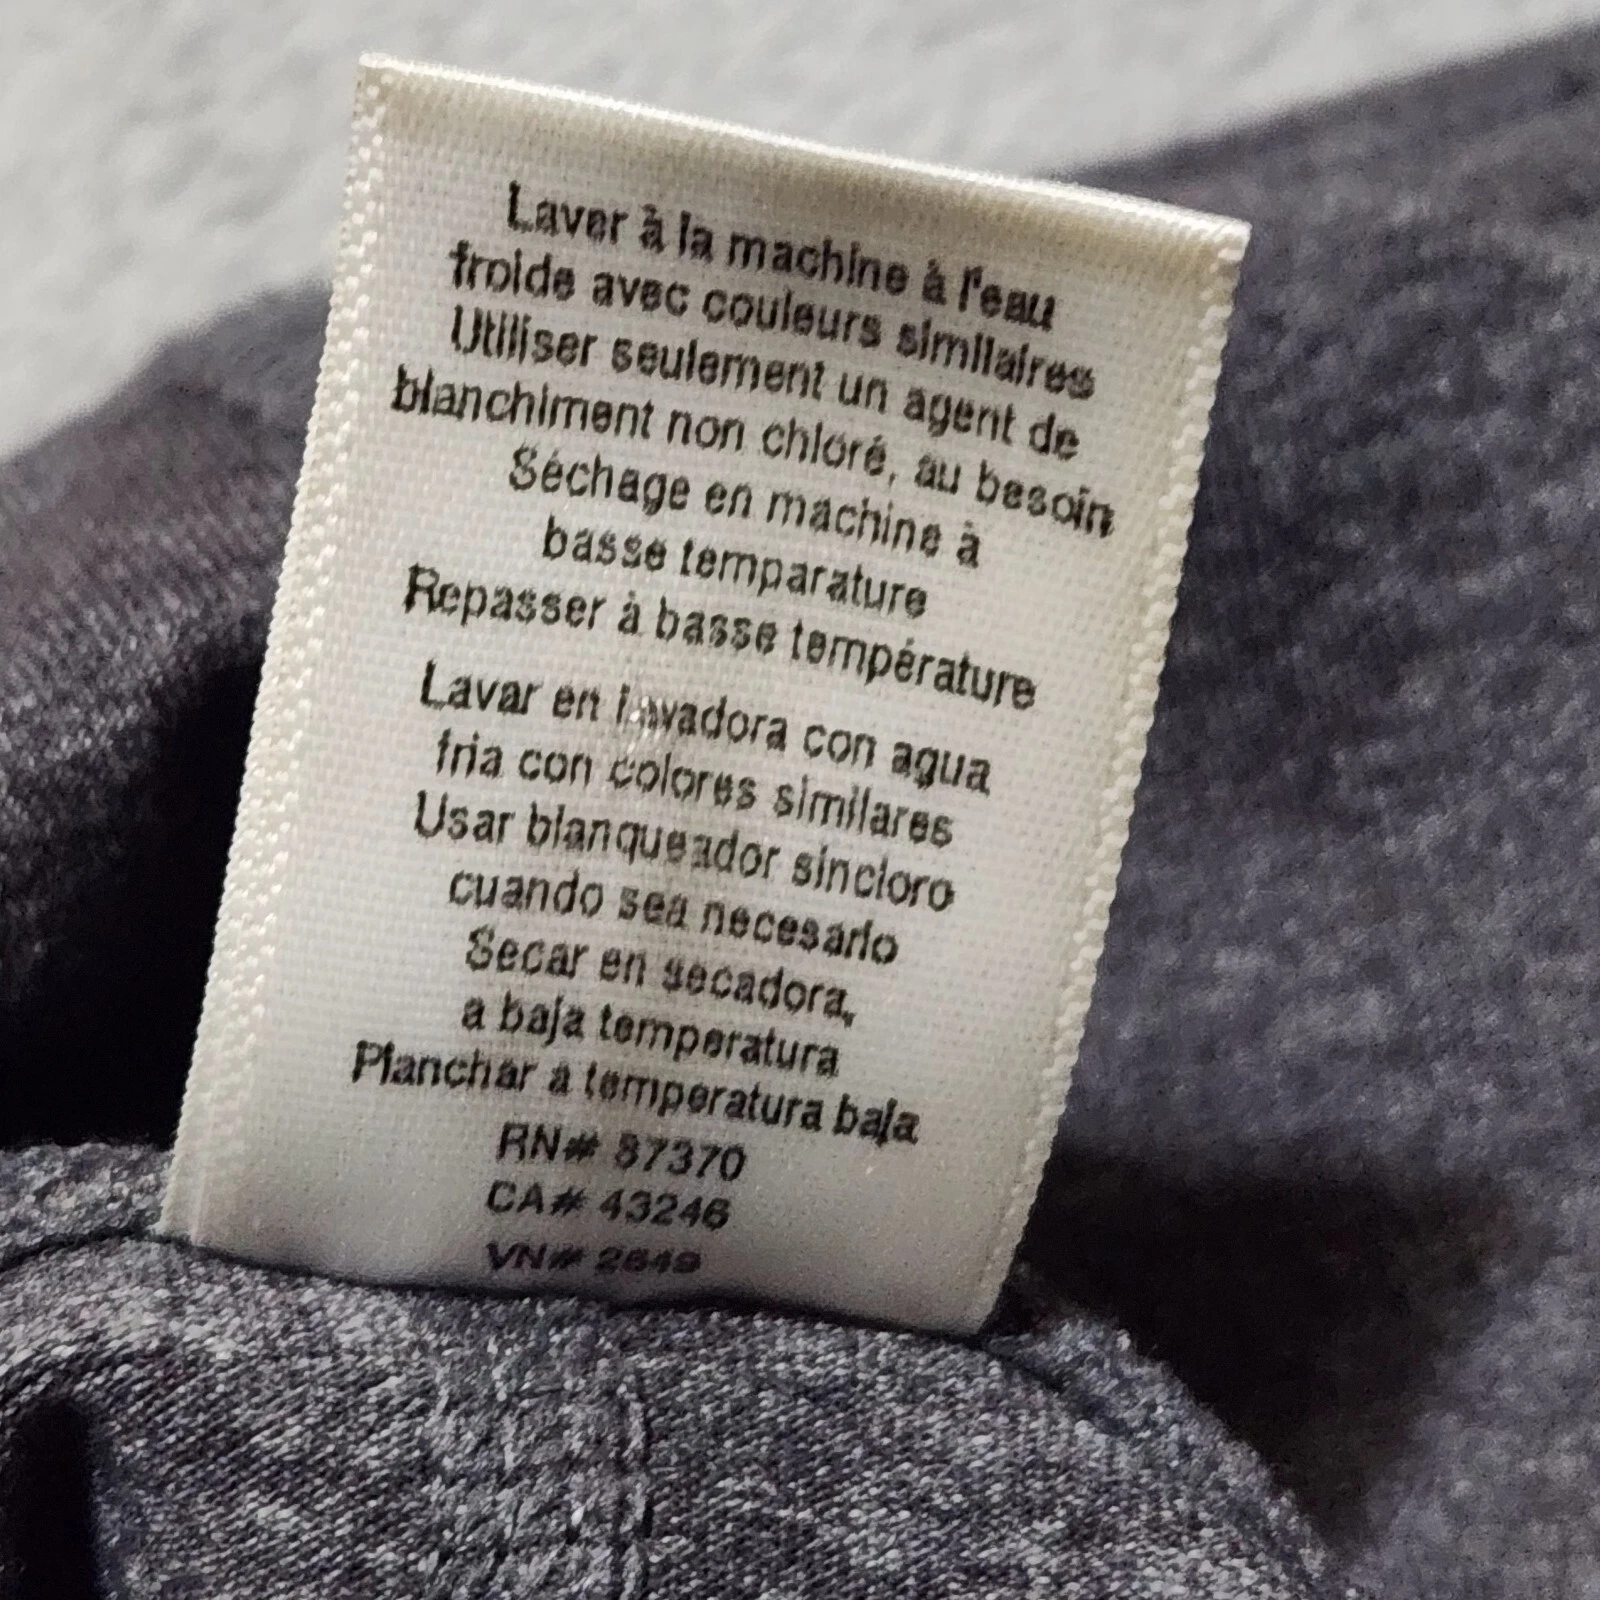 Laver à la machine à l'eau
froide avec couleurs similaires
Utiliser seulement un agent de
blanchiment non chloré, au besoin
Séchage en machine à
basse temparature
Repasser à basse température
Lavar en lavadora con agua
fria con colores similares
Usar blanqueador sincloro
cuando sea necesario
Secar en secadora,
a baja temperatura
Planchar a temperatura baja
RN# 87370
CA# 43246
VN# 2649